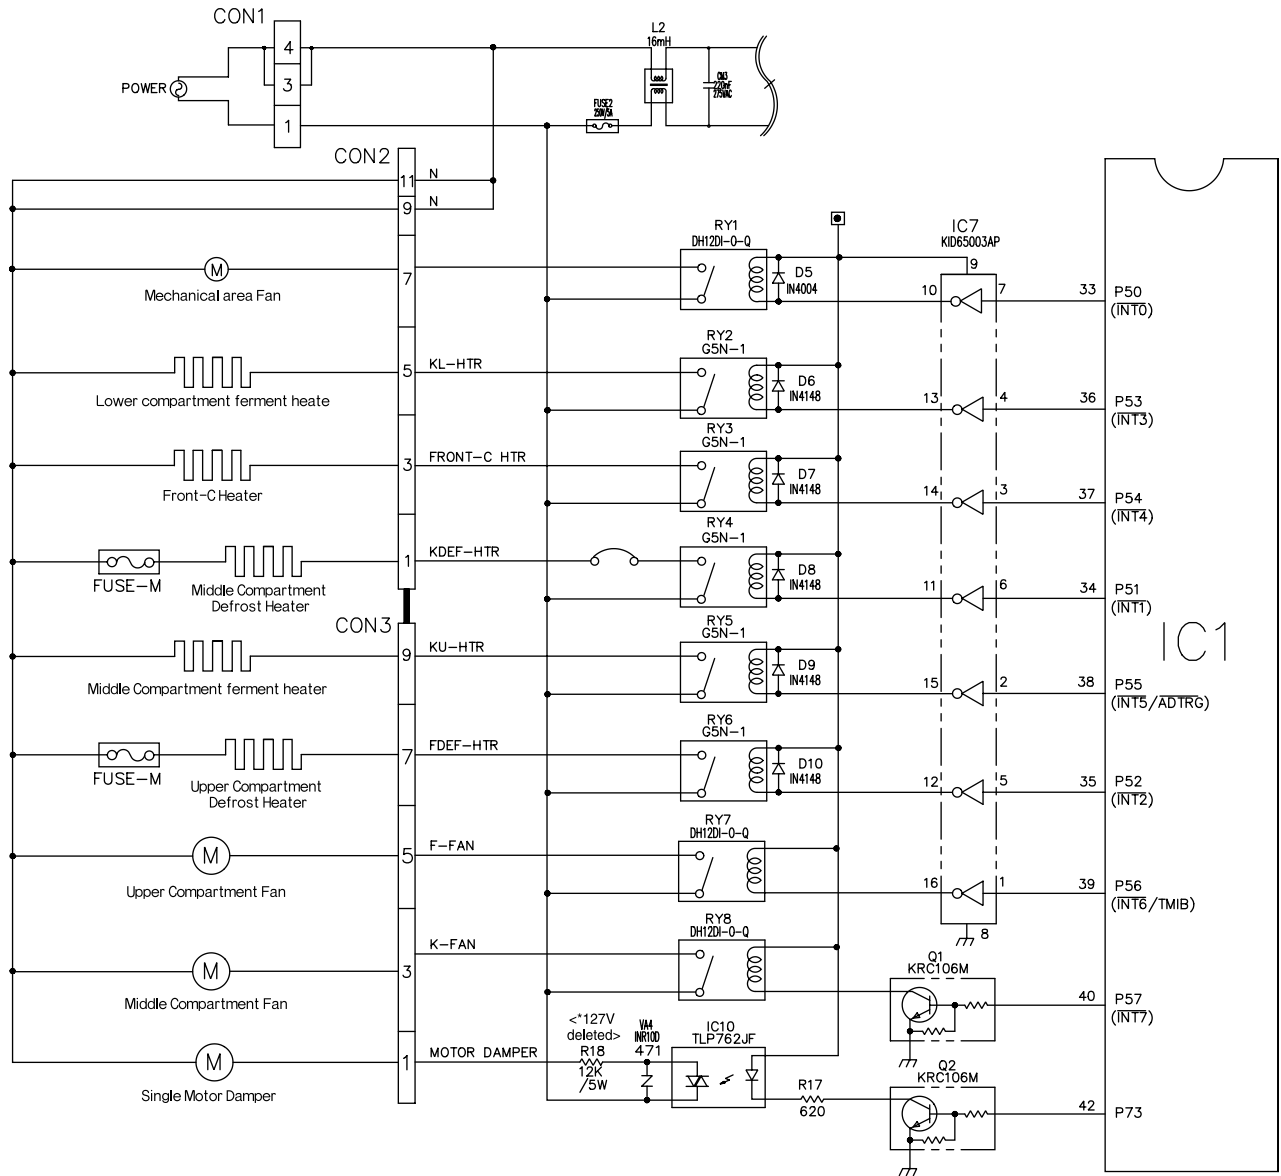 CON1
4
3
1
POWER
L2
16mH
CM3
220nF
275VAC
FUSE2
250V/5A
CON2
11
N
9
N
7
Mechanical area Fan
RY1
DH12DI-0-Q
D5
IN4004
IC7
KID65003AP
9
10
7
33
P50
(INT0)
M
Lower compartment ferment heate
5
KL-HTR
RY2
G5N-1
D6
IN4148
13
4
36
P53
(INT3)
Front-C Heater
3
FRONT-C HTR
RY3
G5N-1
D7
IN4148
14
3
37
P54
(INT4)
FUSE-M
Middle Compartment
Defrost Heater
1
KDEF-HTR
RY4
G5N-1
D8
IN4148
11
6
34
P51
(INT1)
IC1
CON3
Middle Compartment ferment heater
9
KU-HTR
RY5
G5N-1
D9
IN4148
15
2
38
P55
(INT5/ADTRG)
FUSE-M
Upper Compartment
Defrost Heater
7
FDEF-HTR
RY6
G5N-1
D10
IN4148
12
5
35
P52
(INT2)
M
Upper Compartment Fan
5
F-FAN
RY7
DH12DI-0-Q
16
1
39
P56
(INT6/TMIB)
8
M
Middle Compartment Fan
3
K-FAN
RY8
DH12DI-0-Q
Q1
KRC106M
40
P57
(INT7)
M
Single Motor Damper
1
MOTOR DAMPER
<*127V
deleted>
R18
12K
/5W
VA4
INR10D
471
IC10
TLP762JF
R17
620
Q2
KRC106M
42
P73